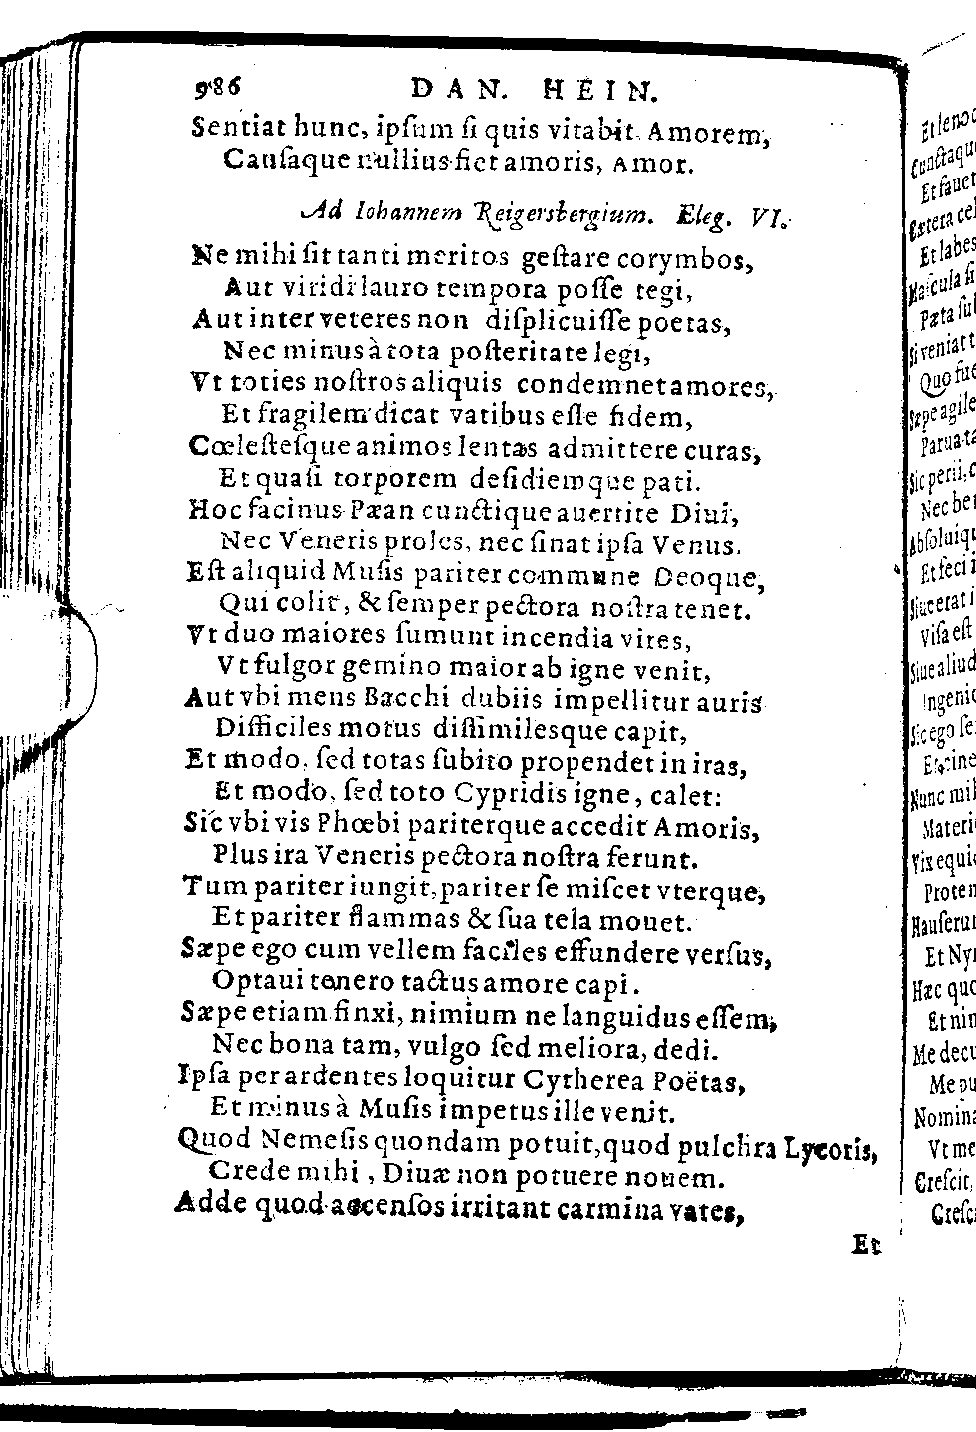 986 DAN. HEIN.
Sentiat hunc, ipſum ſi quis vitabit Amorem,
Cauſaque nullius fiet amoris, Amor.
Ad Iohannem Reigersbergium. Eleg. VI.
Ne mihi ſit tanti meritos geſtare corymbos,
Aut viridi lauro tempora poſſe tegi,
Aut inter veteres non diſplicuiſſe poetas,
Nec minus à tota poſteritate legi,
Vt toties noſtros aliquis condemnet amores,
Et fragilem dicat vatibus eſſe fidem,
Cœleſteſque animos lentas admittere curas,
Et quaſi torporem deſidiemque pati.
Hoc facinus Pæan cunctique auertite Diui,
Nec Veneris proles, nec ſinat ipſa Venus.
Eſt aliquid Muſis pariter commune Deoque,
Qui colit, & ſemper pectora noſtra tenet.
Vt duo maiores ſumunt incendia vires,
Vt fulgor gemino maior ab igne venit,
Aut vbi mens Bacchi dubiis impellitur auris
Difficiles motus diſſimilesque capit,
Et modo, ſed totas ſubito propendet in iras,
Et modo, ſed toto Cypridis igne, calet:
Sic vbi vis Phœbi pariterque accedit Amoris,
Plus ira Veneris pectora noſtra ferunt.
Tum pariter iungit, pariter ſe miſcet vterque,
Et pariter flammas & ſua tela mouet.
Sæpe ego cum vellem faciles effundere verſus,
Optaui tenero tactus amore capi.
Sæpe etiam finxi, nimium ne languidus eſſem,
Nec bona tam, vulgo ſed meliora, dedi.
Ipſa per ardentes loquitur Cytherea Poëtas,
Et minus à Muſis impetus ille venit.
Quod Nemeſis quondam potuit, quod pulchra Lycoris,
Crede mihi, Diuæ non potuere nouem.
Adde quod accenſos irritant carmina vates,
Et